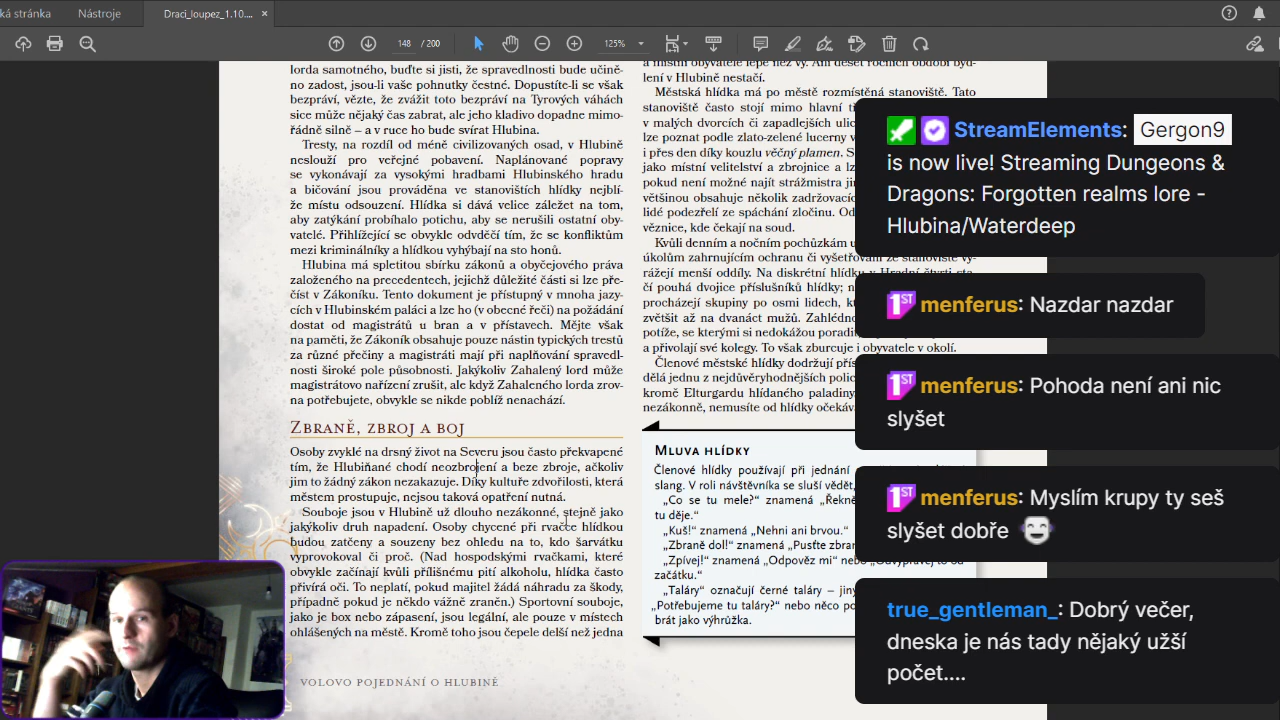 ká stránka
Nástroje
Draci_loupez_1.10....
148 / 200
125%
lorda samotného, buďte si jisti, že spravedlnosti bude učině-
no zadost, jsou-li vaše pohnutky čestné. Dopustíte-li se však
bezpráví, vězte, že zvážit toto bezpráví na Tyrových váhách
sice může nějaký čas zabrat, ale jeho kladivo dopadne mimo-
řádně silně – a v ruce ho bude svírat Hlubina.
Tresty, na rozdíl od méně civilizovaných osad, v Hlubině
neslouží pro veřejné pobavení. Naplánované popravy
se vykonávají za vysokými hradbami Hlubinského hradu
a bičování jsou prováděna ve stanovištích hlídky nejblí-
že místu odsouzení. Hlídka si dává velice záležet na tom,
aby zatýkání probíhalo potichu, aby se nerušili ostatní oby-
vatelé. Přihlížející se obvykle odvděčí tím, že se konfliktům
mezi kriminálníky a hlídkou vyhýbají na sto honů.
Hlubina má spletitou sbírku zákonů a obyčejového práva
založeného na precedentech, jejichž důležité části si lze pře-
číst v Zákoníku. Tento dokument je přístupný v mnoha jazy-
cích v Hlubinském paláci a lze ho (v obecné řeči) na požádání
dostat od magistrátů u bran a v přístavech. Mějte však
na paměti, že Zákoník obsahuje pouze nástin typických trestů
za různé přečiny a magistráti mají při naplňování spravedl-
nosti široké pole působnosti. Jakýkoliv Zahalený lord může
magistrátovo nařízení zrušit, ale když Zahaleného lorda zrov-
na potřebujete, obvykle se nikde poblíž nenachází.
Zbraně, zbroj a boj
Osoby zvyklé na drsný život na Severu jsou často překvapené
tím, že Hlubiňané chodí neozbrojení a beze zbroje, ačkoliv
jim to žádný zákon nezakazuje. Díky kultuře zdvořilosti, která
městem prostupuje, nejsou taková opatření nutná.
Souboje jsou v Hlubině už dlouho nezákonné, stejně jako
jakýkoliv druh napadení. Osoby chycené při rvačce hlídkou
budou zatčeny a souzeny bez ohledu na to, kdo šarvátku
vyprovokoval či proč. (Nad hospodskými rvačkami, které
obvykle začínají kvůli přílišnému pití alkoholu, hlídka často
přivírá oči. To neplatí, pokud majitel žádá náhradu za škody,
případně pokud je někdo vážně zraněn.) Sportovní souboje,
jako je box nebo zápasení, jsou legální, ale pouze v místech
ohlášených na městě. Kromě toho jsou čepele delší než jedna
VOLOVO POJEDNÁNÍ O HLUBINĚ
a místní obyvatelé lépe než vy. Ani deset ročních období byd-
lení v Hlubině nestačí.
Městská hlídka má po městě rozmístěná stanoviště. Tato
stanoviště často stojí mimo hlavní
v malých dvorcích či zapadlejších
lze poznat podle zlato-zelené lucerny
i přes den díky kouzlu věčný plamen.
jako místní velitelství a zbrojnice a
pokud není možné najít strážmistra
většinou obsahuje několik
lidé podezřelí ze spáchání zločinu.
věznice, kde čekají na soud.
Kvůli denním a nočním pochůzkám
úkolům zahrnujícím ochranu či vyšetřování ze stanoviště vy-
rážejí menší oddíly. Na diskrétní hlídku v Hradní čtvrti sta-
čí pouhá dvojice příslušníků hlídky;
procházejí skupiny po osmi lidech,
zvětšit až na dvanáct mužů.
potíže, se kterými si nedokážou
a přivolají své kolegy. To však zburcuje i obyvatele v okolí.
Členové městské hlídky dodržují
dělá jednu z nejdůvěryhodnějších
kromě Elturgardu hlídaného paladiny,
nezákonně, nemusíte od hlídky
Mluva hlídky
Členové hlídky používají při jednání
slang. V roli návštěvníka se sluší vědět,
„Co se tu mele?“ znamená
tu děje.“
„Kuš!“ znamená „Nehni ani brvou.“
„Zbraně dol!“ znamená „Pusťte
„Zpívej!“ znamená „Odpověz mi“ nebo „Odvyprávěj to od
začátku.“
„Taláry“ označují černé taláry –
„Potřebujeme tu taláry?“ nebo něco
brát jako výhrůžka.
StreamElements: Gergon9
is now live! Streaming Dungeons &
Dragons: Forgotten realms lore -
Hlubina/Waterdeep
1ST menferus: Nazdar nazdar
1ST menferus: Pohoda není ani nic
slyšet
1ST menferus: Myslím krupy ty seš
slyšet dobře
true_gentleman_: Dobrý večer,
dneska je nás tady nějaký užší
počet....